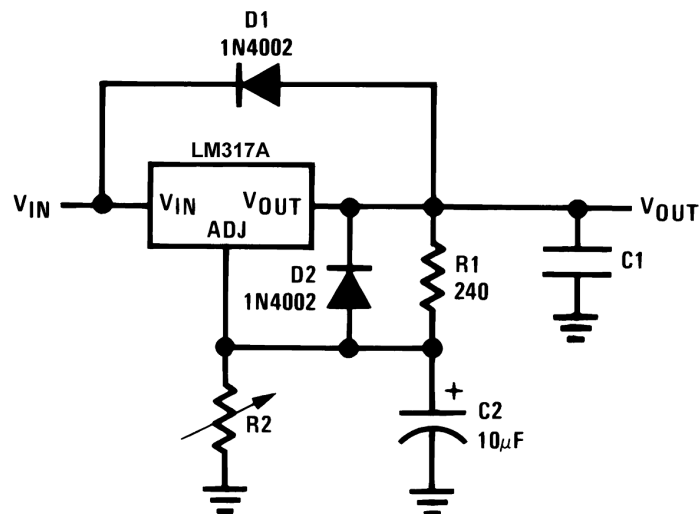 D1
1N4002
LM317A
VIN
VIN
VOUT
VOUT
ADJ
D2
1N4002
R1
240
C1
R2
+
C2
10μF